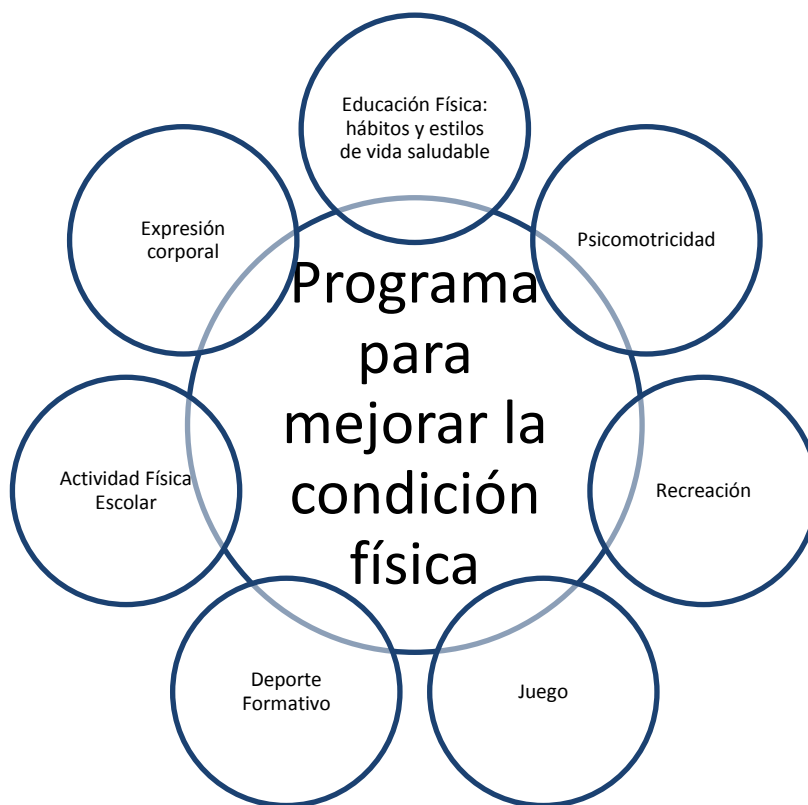 Educación Física:
hábitos y estilos
de vida saludable
Psicomotricidad
Recreación
Juego
Deporte
Formativo
Actividad Física
Escolar
Expresión
corporal
Programa
para
mejorar la
condición
física